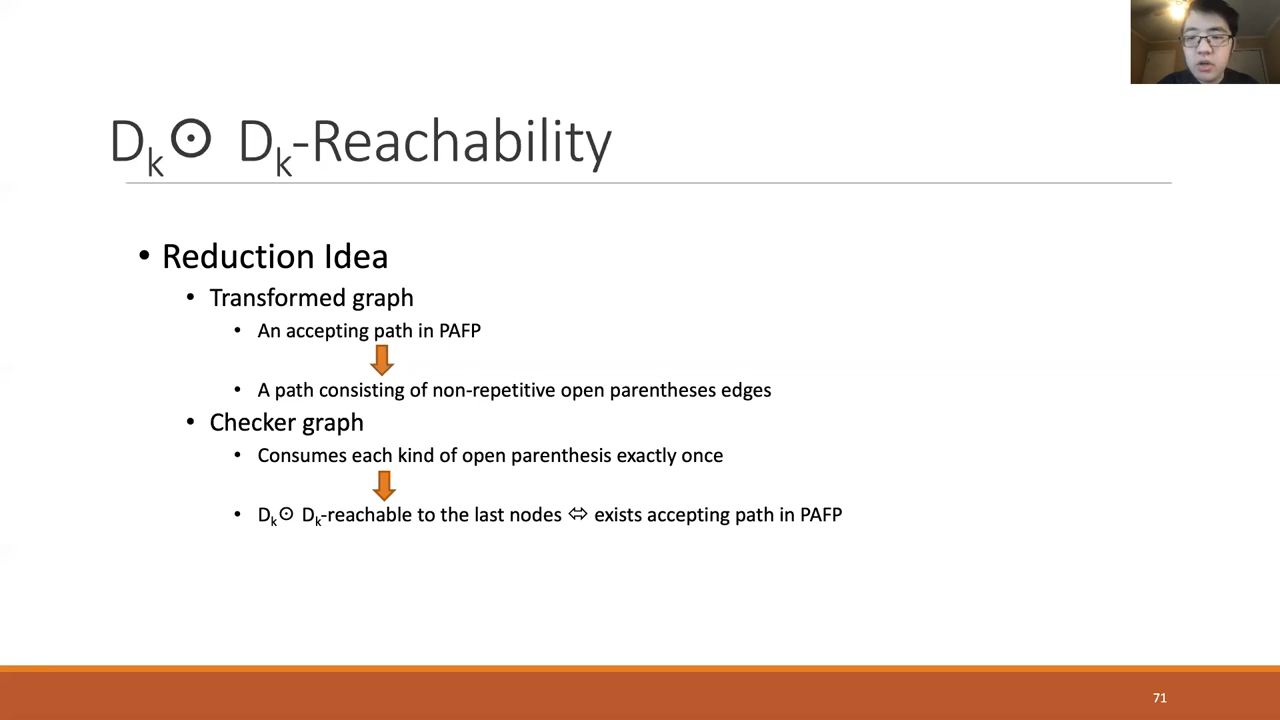 Dk⊙ Dk-Reachability
• Reduction Idea
• Transformed graph
• An accepting path in PAFP
• A path consisting of non-repetitive open parentheses edges
• Checker graph
• Consumes each kind of open parenthesis exactly once
• Dk⊙ Dk-reachable to the last nodes ⇔ exists accepting path in PAFP
71